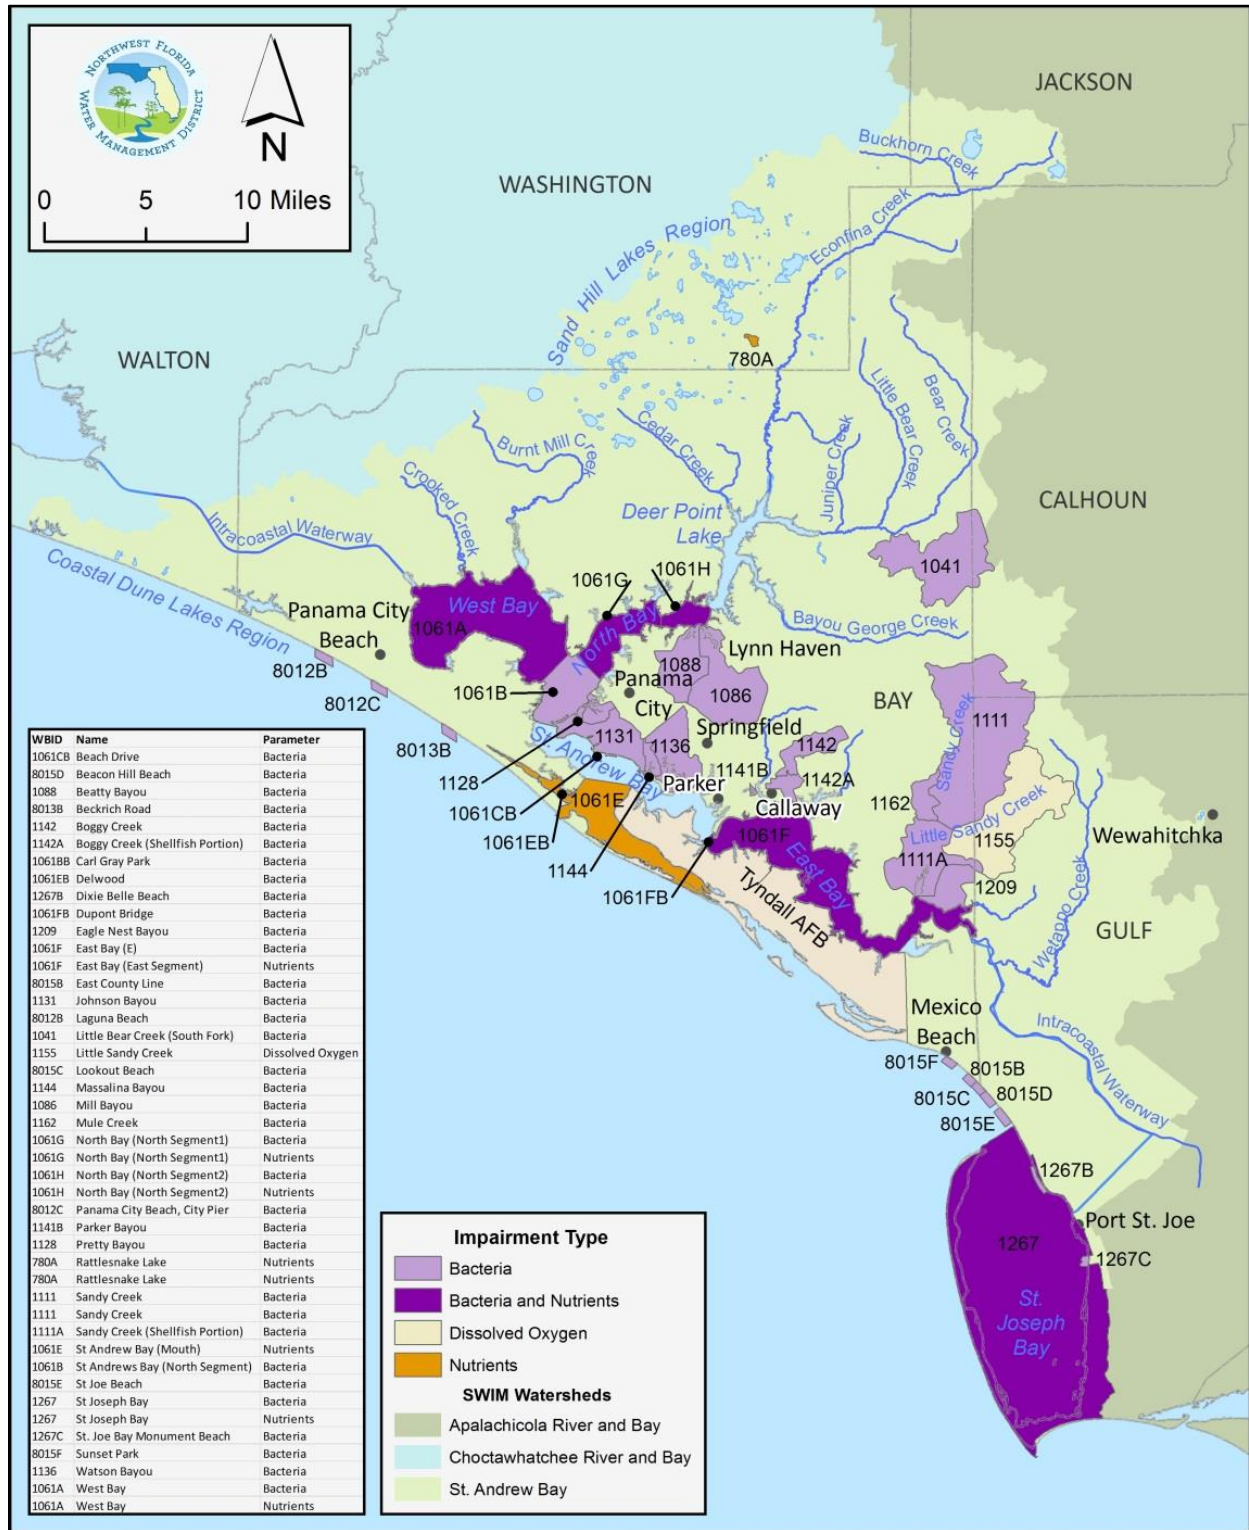 NORTHWEST FLORIDA
WATER MANAGEMENT DISTRICT
N
0 5 10 Miles
JACKSON
WASHINGTON
Buckhorn Creek
Econfina Creek
Sand Hill Lakes Region
780A
WALTON
Little Bear Creek
Bear Creek
Cedar Creek
Juniper Creek
Burnt Mill Creek
Crooked Creek
Intracoastal Waterway
Deer Point
Lake
CALHOUN
1041
Coastal Dune Lakes Region
Panama City
Beach
1061A
West Bay
1061G
1061H
North Bay
Bayou George Creek
Lynn Haven
8012B
8012C
8013B
1061B
1088
Panama
City
1086
BAY
1111
Sandy Creek
Springfield
1131
1136
St. Andrew Bay
1128
1061CB
1061EB
1061E
1144
1141B
Parker
1142
1142A
Callaway
1162
Little Sandy Creek
1155
1111A
1209
Wewahitchka
1061F
East Bay
1061FB
Tyndall AFB
Wetappo Creek
GULF
Mexico
Beach
Intracoastal Waterway
8015F
8015B
8015C
8015D
8015E
1267B
Port St. Joe
1267
1267C
St.
Joseph
Bay
WBID Name Parameter
1061CB Beach Drive Bacteria
8015D Beacon Hill Beach Bacteria
1088 Beatty Bayou Bacteria
8013B Beckrich Road Bacteria
1142 Boggy Creek Bacteria
1142A Boggy Creek (Shellfish Portion) Bacteria
1061BB Carl Gray Park Bacteria
1061EB Delwood Bacteria
1267B Dixie Belle Beach Bacteria
1061FB Dupont Bridge Bacteria
1209 Eagle Nest Bayou Bacteria
1061F East Bay (E) Bacteria
1061F East Bay (East Segment) Nutrients
8015B East County Line Bacteria
1131 Johnson Bayou Bacteria
8012B Laguna Beach Bacteria
1041 Little Bear Creek (South Fork) Bacteria
1155 Little Sandy Creek Dissolved Oxygen
8015C Lookout Beach Bacteria
1144 Massalina Bayou Bacteria
1086 Mill Bayou Bacteria
1162 Mule Creek Bacteria
1061G North Bay (North Segment1) Bacteria
1061G North Bay (North Segment1) Nutrients
1061H North Bay (North Segment2) Bacteria
1061H North Bay (North Segment2) Nutrients
8012C Panama City Beach, City Pier Bacteria
1141B Parker Bayou Bacteria
1128 Pretty Bayou Bacteria
780A Rattlesnake Lake Nutrients
780A Rattlesnake Lake Nutrients
1111 Sandy Creek Bacteria
1111 Sandy Creek Bacteria
1111A Sandy Creek (Shellfish Portion) Bacteria
1061E St Andrew Bay (Mouth) Nutrients
1061B St Andrews Bay (North Segment) Bacteria
8015E St Joe Beach Bacteria
1267 St Joseph Bay Bacteria
1267 St Joseph Bay Nutrients
1267C St. Joe Bay Monument Beach Bacteria
8015F Sunset Park Bacteria
1136 Watson Bayou Bacteria
1061A West Bay Bacteria
1061A West Bay Nutrients
Impairment Type
Bacteria
Bacteria and Nutrients
Dissolved Oxygen
Nutrients
SWIM Watersheds
Apalachicola River and Bay
Choctawhatchee River and Bay
St. Andrew Bay